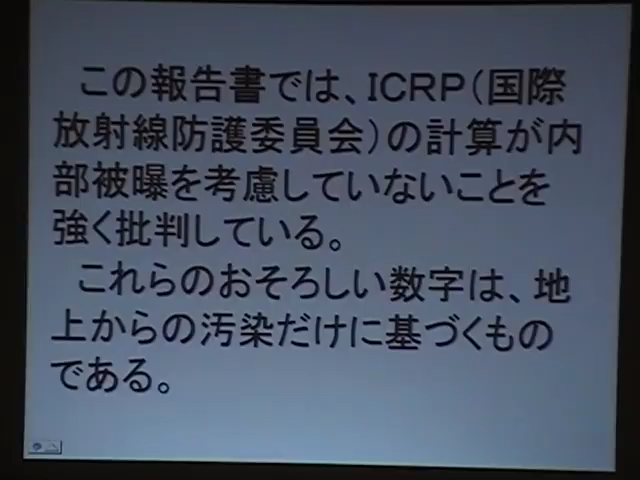 この報告書では、ICRP（国際
放射線防護委員会）の計算が内
部被曝を考慮していないことを
強く批判している。
これらのおそろしい数字は、地
上からの汚染だけに基づくもの
である。